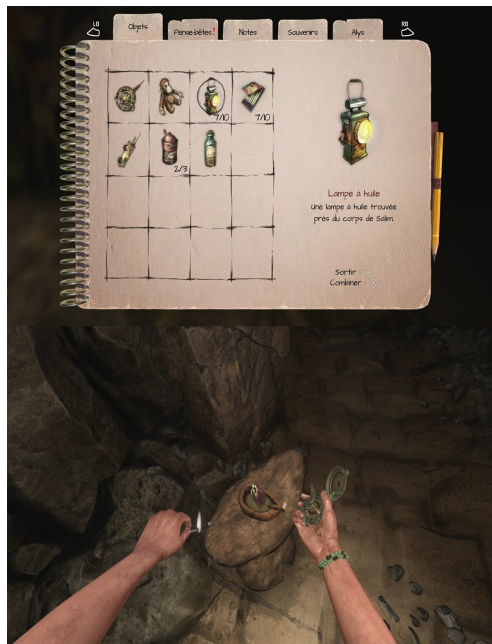 LB
RB
Objets
Pense-bêtes!
Notes
Souvenirs
Alys
7/10
7/10
2/3
Lampe à huile
Une lampe à huile trouvée
près du corps de Salim.
Sortir :
Combiner :